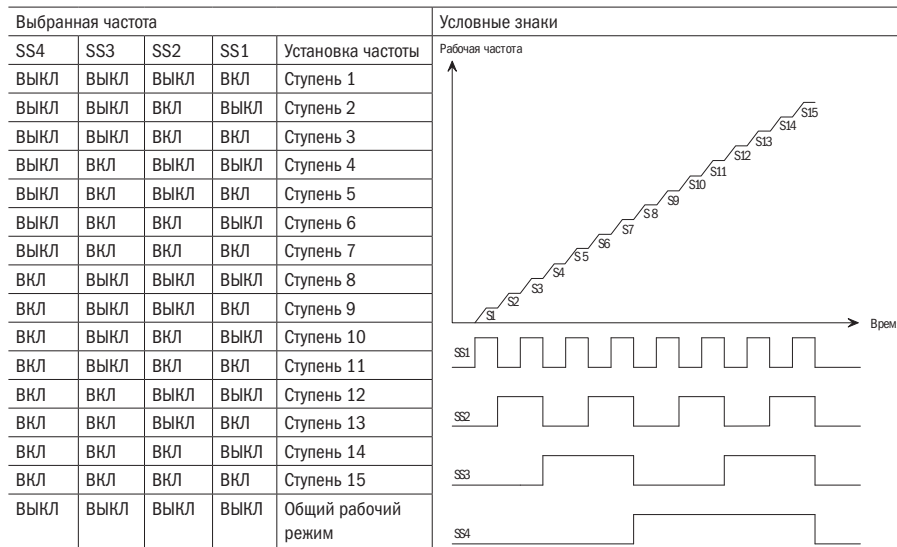 Выбранная частота Условные знаки
SS4 SS3 SS2 SS1 Установка частоты
ВЫКЛ ВЫКЛ ВЫКЛ ВКЛ Ступень 1
ВЫКЛ ВЫКЛ ВКЛ ВЫКЛ Ступень 2
ВЫКЛ ВЫКЛ ВКЛ ВКЛ Ступень 3
ВЫКЛ ВКЛ ВЫКЛ ВЫКЛ Ступень 4
ВЫКЛ ВКЛ ВЫКЛ ВКЛ Ступень 5
ВЫКЛ ВКЛ ВКЛ ВЫКЛ Ступень 6
ВЫКЛ ВКЛ ВКЛ ВКЛ Ступень 7
ВКЛ ВЫКЛ ВЫКЛ ВЫКЛ Ступень 8
ВКЛ ВЫКЛ ВЫКЛ ВКЛ Ступень 9
ВКЛ ВЫКЛ ВКЛ ВЫКЛ Ступень 10
ВКЛ ВЫКЛ ВКЛ ВКЛ Ступень 11
ВКЛ ВКЛ ВЫКЛ ВЫКЛ Ступень 12
ВКЛ ВКЛ ВЫКЛ ВКЛ Ступень 13
ВКЛ ВКЛ ВКЛ ВЫКЛ Ступень 14
ВКЛ ВКЛ ВКЛ ВКЛ Ступень 15
ВЫКЛ ВЫКЛ ВЫКЛ ВЫКЛ Общий рабочий
режим
Рабочая частота
S15
S14
S13
S12
S11
S10
S9
S 8
S7
S6
S 5
S4
S3
S2
S1
Врем
SS1
SS2
SS3
SS4